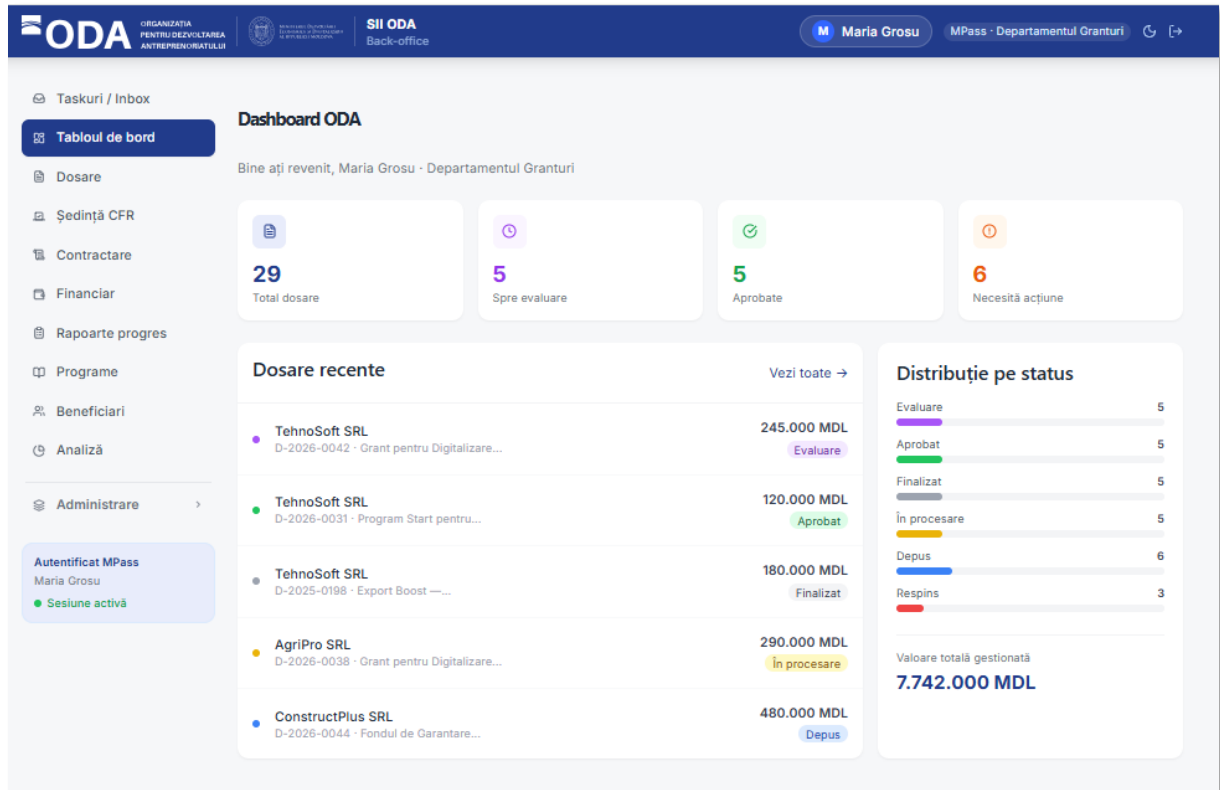 ODA
ORGANIZAȚIA
PENTRU DEZVOLTAREA
ANTREPRENORIATULUI
SII ODA
Back-office
M Maria Grosu
MPass · Departamentul Granturi
Taskuri / Inbox
Tabloul de bord
Dosare
Ședință CFR
Contractare
Financiar
Rapoarte progres
Programe
Beneficiari
Analiză
Administrare
Autentificat MPass
Maria Grosu
Sesiune activă
Dashboard ODA
Bine ați revenit, Maria Grosu · Departamentul Granturi
29
Total dosare
5
Spre evaluare
5
Aprobate
6
Necesită acțiune
Dosare recente
Vezi toate →
TehnoSoft SRL
245.000 MDL
D-2026-0042 · Grant pentru Digitalizare...
Evaluare
TehnoSoft SRL
120.000 MDL
D-2026-0031 · Program Start pentru...
Aprobat
TehnoSoft SRL
180.000 MDL
D-2025-0198 · Export Boost —...
Finalizat
AgriPro SRL
290.000 MDL
D-2026-0038 · Grant pentru Digitalizare...
În procesare
ConstructPlus SRL
480.000 MDL
D-2026-0044 · Fondul de Garantare...
Depus
Distribuție pe status
Evaluare 5
Aprobat 5
Finalizat 5
În procesare 5
Depus 6
Respins 3
Valoare totală gestionată
7.742.000 MDL